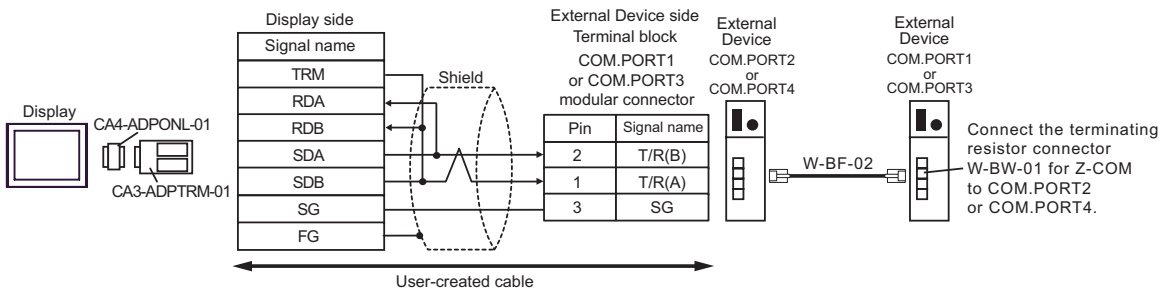 Display
CA4-ADPONL-01
CA3-ADPTRM-01
Display side
Signal name
TRM
RDA
RDB
SDA
SDB
SG
FG
Shield
User-created cable
External Device side
Terminal block
COM.PORT1
or COM.PORT3
modular connector
Pin Signal name
2 T/R(B)
1 T/R(A)
3 SG
External
Device
COM.PORT2
or
COM.PORT4
W-BF-02
External
Device
COM.PORT1
or
COM.PORT3
Connect the terminating
resistor connector
W-BW-01 for Z-COM
to COM.PORT2
or COM.PORT4.